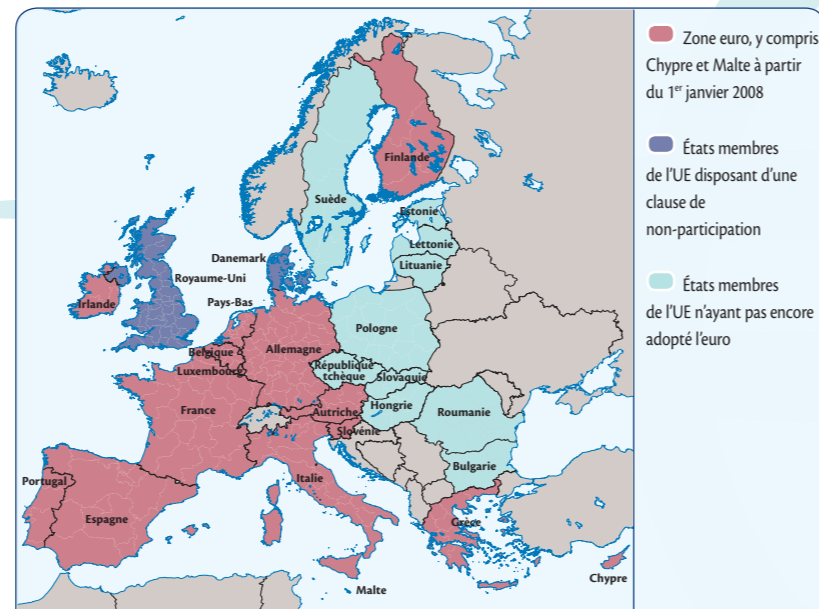 Zone euro, y compris
Chypre et Malte à partir
du 1er janvier 2008
États membres
de l'UE disposant d'une
clause de
non-participation
États membres
de l'UE n'ayant pas encore
adopté l'euro
Finlande
Suède
Estonie
Lettonie
Lituanie
Danemark
Royaume-Uni
Irlande
Pays-Bas
Pologne
Belgique
Allemagne
Luxembourg
République
tchèque
Slovaquie
France
Autriche
Hongrie
Roumanie
Slovénie
Bulgarie
Portugal
Italie
Espagne
Grèce
Chypre
Malte